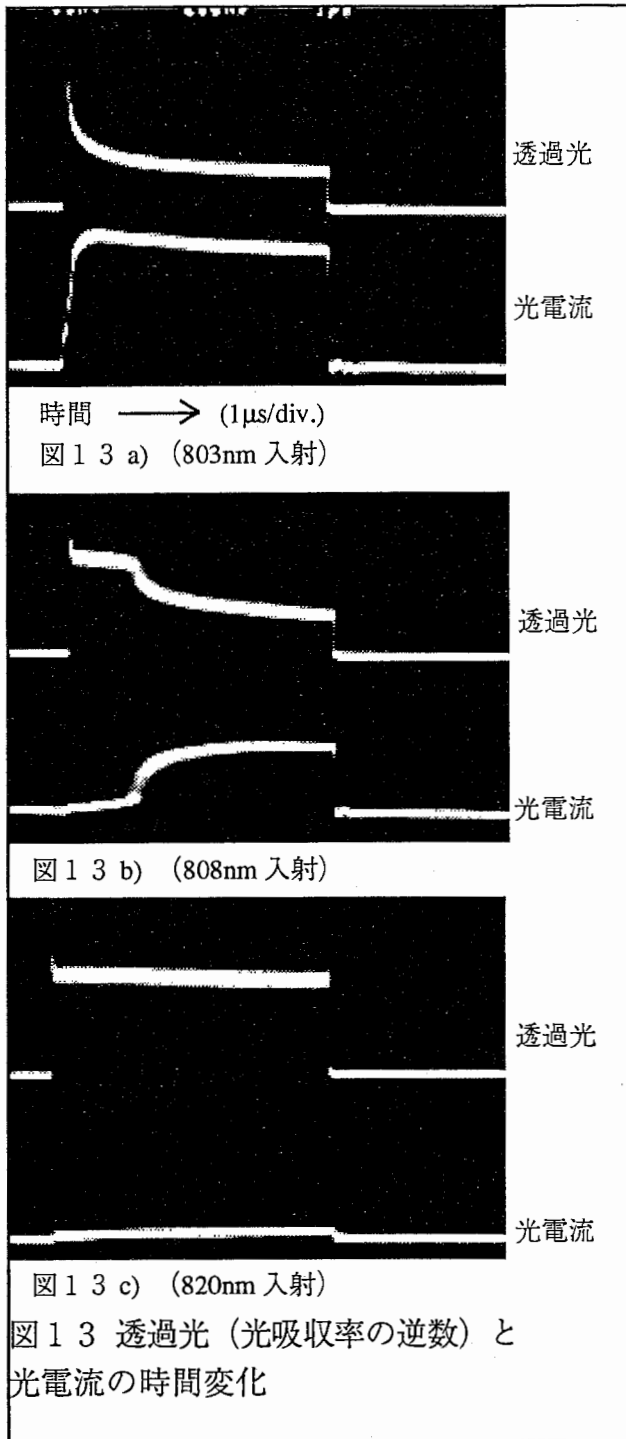 透過光
光電流
時間 → (1μs/div.)
図13 a) (803nm 入射)
透過光
光電流
図13 b) (808nm 入射)
透過光
光電流
図13 c) (820nm 入射)
図13 透過光(光吸収率の逆数)と
光電流の時間変化